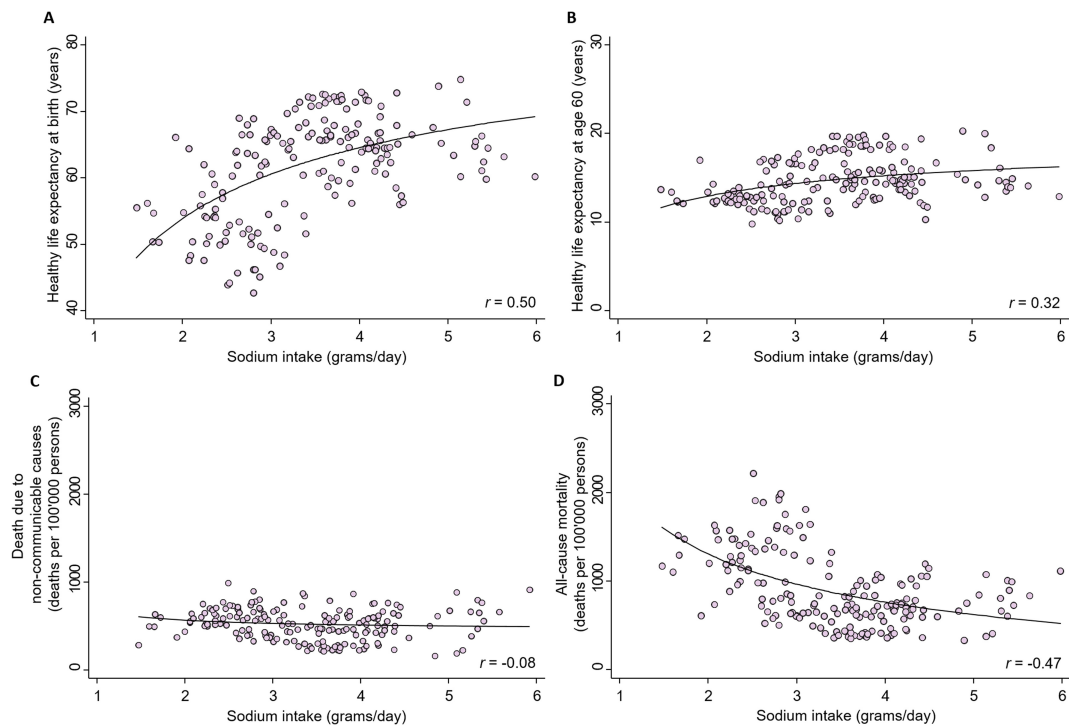 A
Healthy life expectancy at birth (years)
80
70
60
50
40
r = 0.50
1 2 3 4 5 6
Sodium intake (grams/day)
B
Healthy life expectancy at age 60 (years)
30
20
10
0
r = 0.32
1 2 3 4 5 6
Sodium intake (grams/day)
C
Death due to
non-communicable causes
(deaths per 100'000 persons)
3000
2000
1000
0
r = -0.08
1 2 3 4 5 6
Sodium intake (grams/day)
D
All-cause mortality
(deaths per 100'000 persons)
3000
2000
1000
0
r = -0.47
1 2 3 4 5 6
Sodium intake (grams/day)